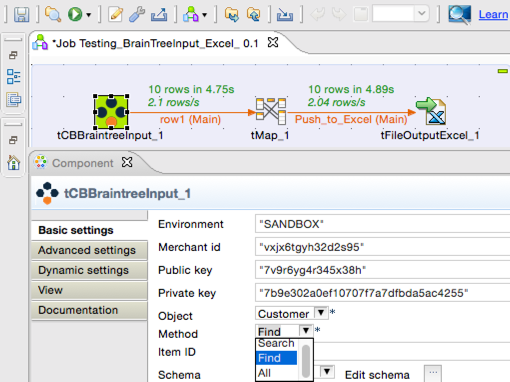 Learn
*Job Testing_BrainTreeInput_Excel_ 0.1
10 rows in 4.75s
2.1 rows/s
row1 (Main)
10 rows in 4.89s
2.04 rows/s
Push_to_Excel (Main)
tCBBraintreeInput_1
tMap_1
tFileOutputExcel_1
Component
tCBBraintreeInput_1
Basic settings
Advanced settings
Dynamic settings
View
Documentation
Environment "SANDBOX"
Merchant id "vxjx6tgyh32d2s95"
Public key "7v9r6yg4r345x38h"
Private key "7b9e302a0ef10707f7a7dfbda5ac4255"
Object Customer *
Method Find *
Search
Item ID Find
All
Schema Edit schema ...